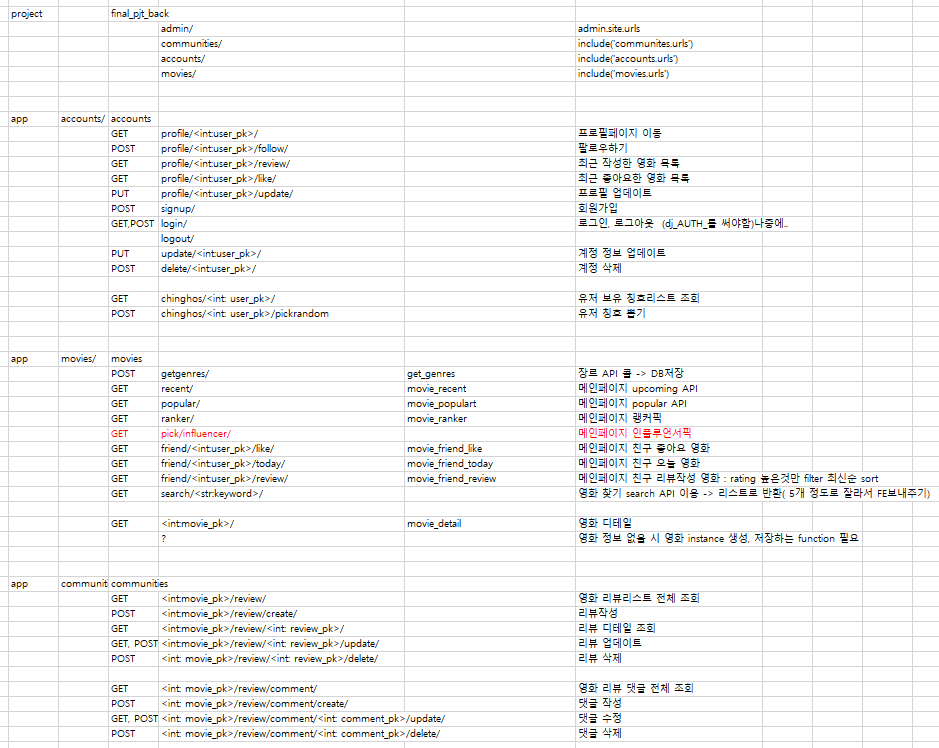 project final_pjt_back
admin/ admin.site.urls
communities/ include('communites.urls')
accounts/ include('accounts.urls')
movies/ include('movies.urls')
app accounts/ accounts
GET profile/<int:user_pk>/ 프로필페이지 이동
POST profile/<int:user_pk>/follow/ 팔로우하기
GET profile/<int:user_pk>/review/ 최근 작성한 영화 목록
GET profile/<int:user_pk>/like/ 최근 좋아요한 영화 목록
PUT profile/<int:user_pk>/update/ 프로필 업데이트
POST signup/ 회원가입
GET,POST login/ 로그인, 로그아웃 (dj_AUTH_를 써야함)나중에..
logout/
PUT update/<int:user_pk>/ 계정 정보 업데이트
POST delete/<int:user_pk>/ 계정 삭제
GET chinghos/<int: user_pk>/ 유저 보유 칭호리스트 조회
POST chinghos/<int: user_pk>/pickrandom 유저 칭호 뽑기
app movies/ movies
POST getgenres/ get_genres 장르 API 콜 -> DB저장
GET recent/ movie_recent 메인페이지 upcoming API
GET popular/ movie_populart 메인페이지 popular API
GET ranker/ movie_ranker 메인페이지 랭커픽
GET pick/influencer/ 메인페이지 인플루언서픽
GET friend/<int:user_pk>/like/ movie_friend_like 메인페이지 친구 좋아요 영화
GET friend/<int:user_pk>/today/ movie_friend_today 메인페이지 친구 오늘 영화
GET friend/<int:user_pk>/review/ movie_friend_review 메인페이지 친구 리뷰작성 영화 : rating 높은것만 filter 최신순 sort
GET search/<str:keyword>/ 영화 찾기 search API 이용 -> 리스트로 반환( 5개 정도로 잘라서 FE보내주기)
GET <int:movie_pk>/ movie_detail 영화 디테일
? 영화 정보 없을 시 영화 instance 생성, 저장하는 function 필요
app communit communities
GET <int:movie_pk>/review/ 영화 리뷰리스트 전체 조회
POST <int:movie_pk>/review/create/ 리뷰작성
GET <int:movie_pk>/review/<int: review_pk>/ 리뷰 디테일 조회
GET, POST <int:movie_pk>/review/<int: review_pk>/update/ 리뷰 업데이트
POST <int: movie_pk>/review/<int: review_pk>/delete/ 리뷰 삭제
GET <int: movie_pk>/review/comment/ 영화 리뷰 댓글 전체 조회
POST <int: movie_pk>/review/comment/create/ 댓글 작성
GET, POST <int: movie_pk>/review/comment/<int: comment_pk>/update/ 댓글 수정
POST <int: movie_pk>/review/comment/<int: comment_pk>/delete/ 댓글 삭제